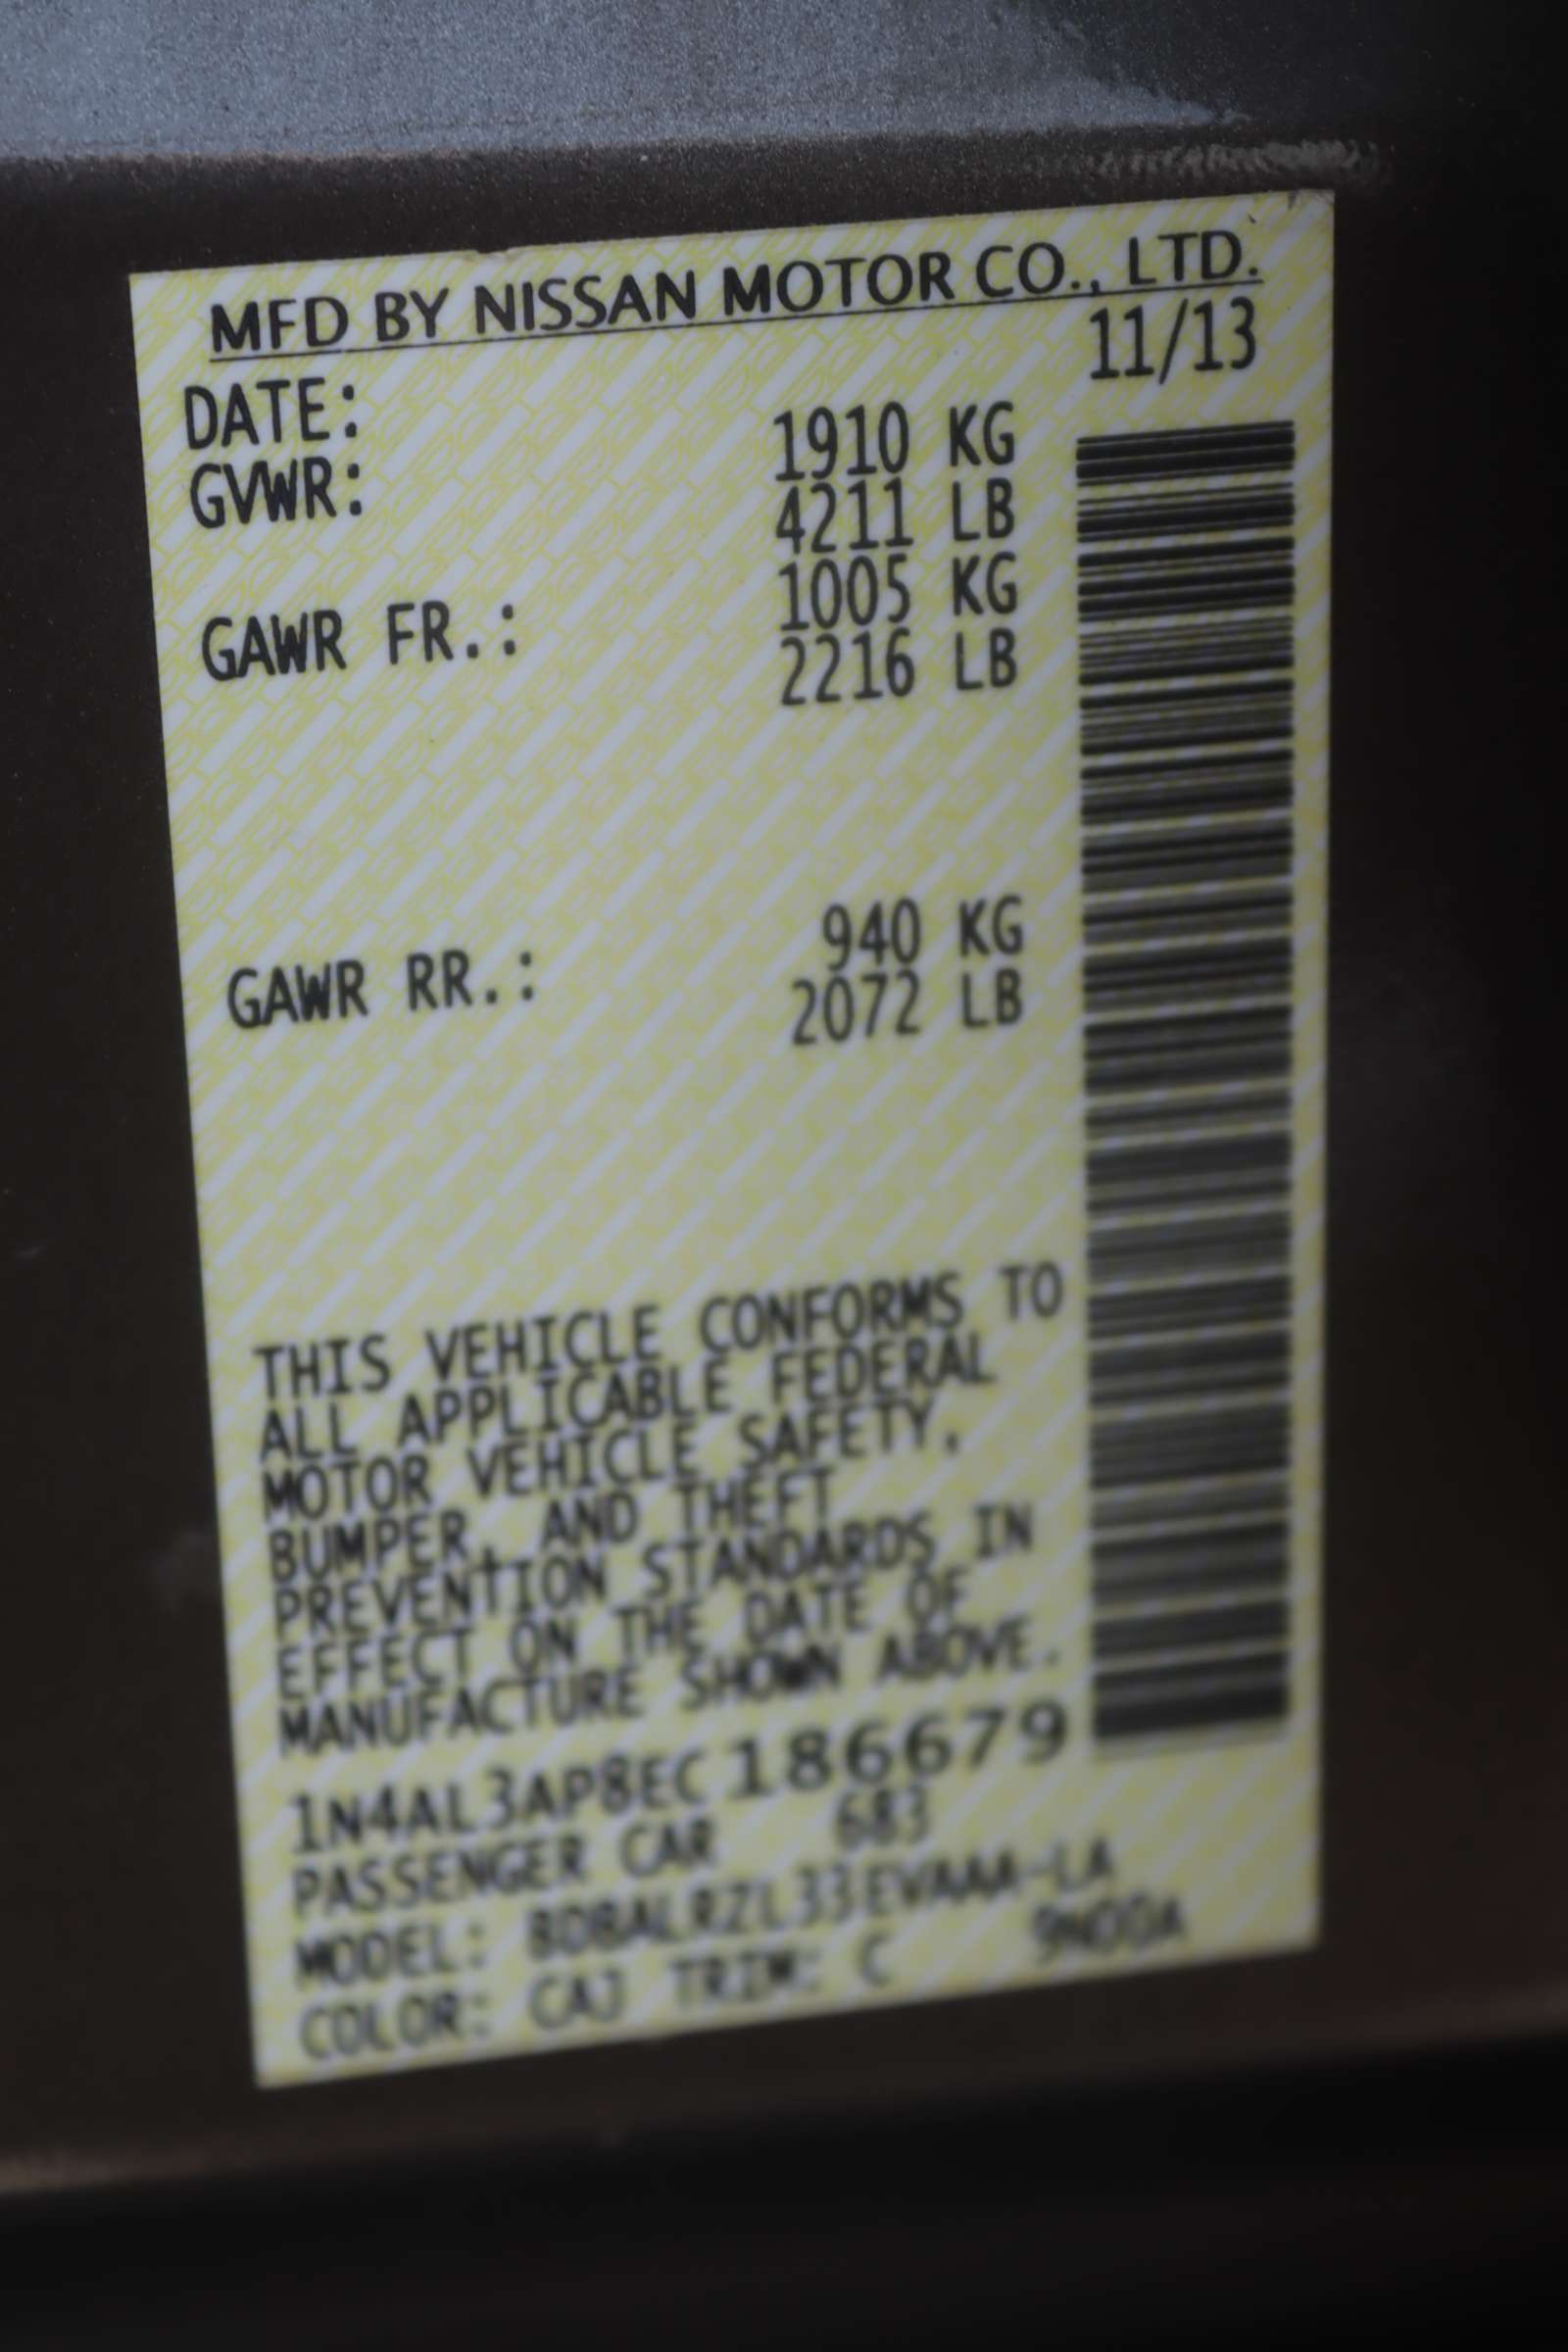 MFD BY NISSAN MOTOR CO., LTD.
DATE: 11/13
GVWR: 1910 KG
4211 LB
GAWR FR.: 1005 KG
2216 LB
GAWR RR.: 940 KG
2072 LB
THIS VEHICLE CONFORMS TO
ALL APPLICABLE FEDERAL
MOTOR VEHICLE SAFETY,
BUMPER, AND THEFT
PREVENTION STANDARDS IN
EFFECT ON THE DATE OF
MANUFACTURE SHOWN ABOVE.
1N4AL3AP8EC186679
PASSENGER CAR 683
MODEL:
COLOR: CAJ TRIM: C